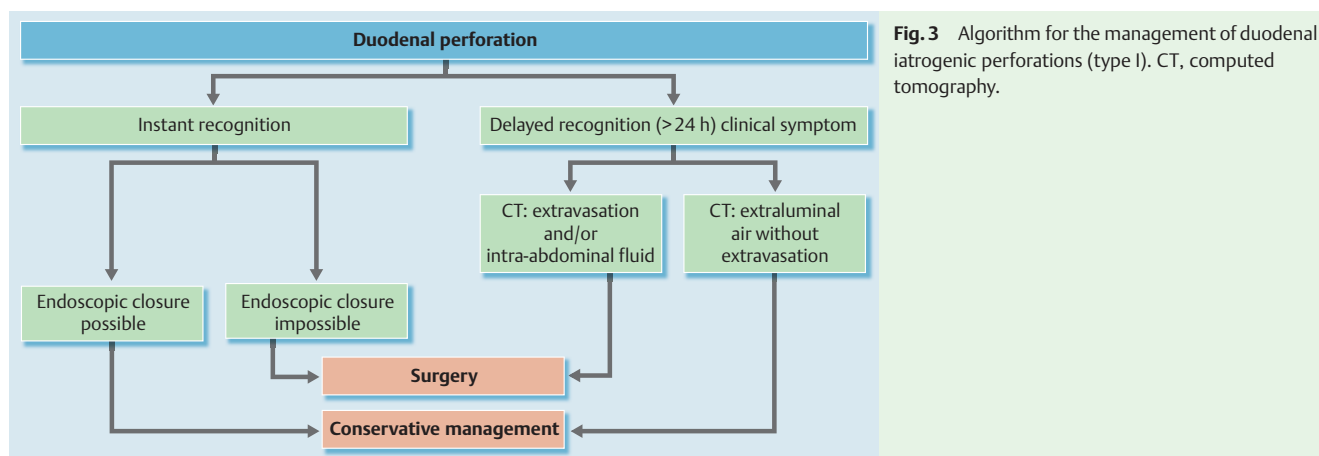 Duodenal perforation
Instant recognition
Delayed recognition (>24 h) clinical symptom
CT: extravasation
and/or
intra-abdominal fluid
CT: extraluminal
air without
extravasation
Endoscopic closure
possible
Endoscopic closure
impossible
Surgery
Conservative management
Fig. 3 Algorithm for the management of duodenal
iatrogenic perforations (type I). CT, computed
tomography.